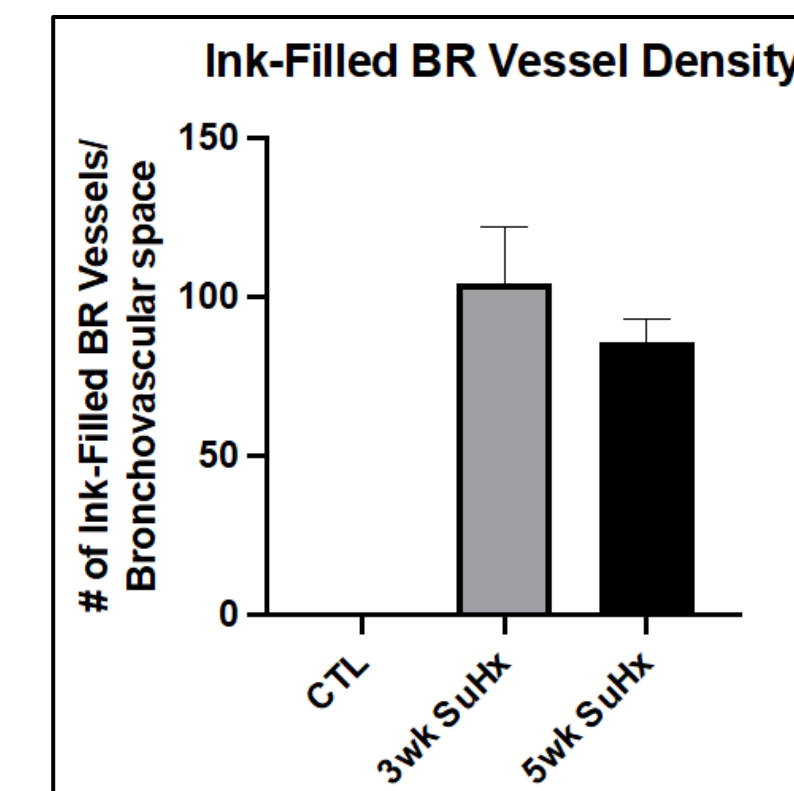 Ink-Filled BR Vessel Density
# of Ink-Filled BR Vessels/
Bronchovascular space
150
100
50
0
CTL
3wk SuHx
5wk SuHx